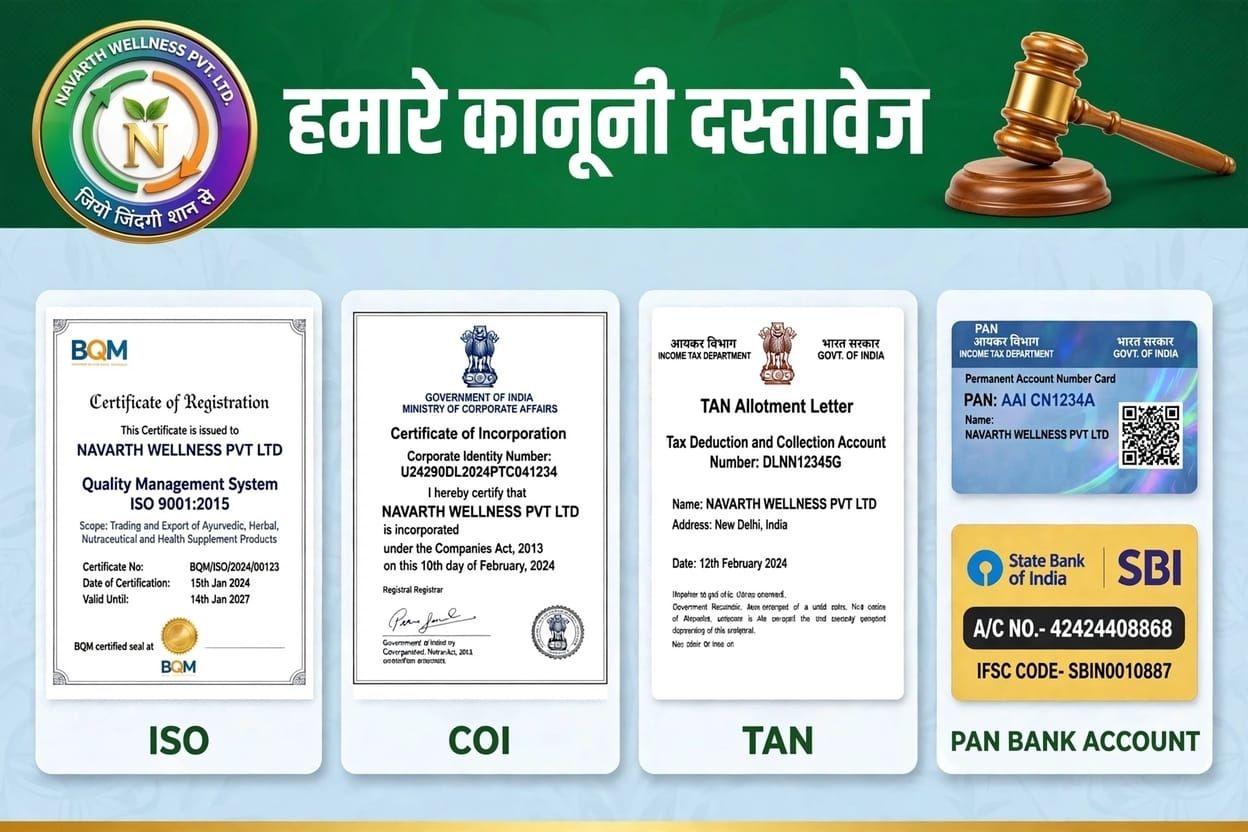 NAVARTH WELLNESS PVT. LTD.
N
जियो जिंदगी शान से
हमारे कानूनी दस्तावेज
BQM
Certificate of Registration
This Certificate is issued to
NAVARTH WELLNESS PVT LTD
Quality Management System
ISO 9001:2015
Scope: Trading and Export of Ayurvedic, Herbal,
Nutraceutical and Health Supplement Products
Certificate No: BQM/ISO/2024/00123
Date of Certification: 15th Jan 2024
Valid Until: 14th Jan 2027
BQM certified seal at
BQM
ISO
GOVERNMENT OF INDIA
MINISTRY OF CORPORATE AFFAIRS
Certificate of Incorporation
Corporate Identity Number:
U24290DL2024PTC041234
I hereby certify that
NAVARTH WELLNESS PVT LTD
is incorporated
under the Companies Act, 2013
on this 10th day of February, 2024
Registral Registrar
COI
आयकर विभाग
INCOME TAX DEPARTMENT
भारत सरकार
GOVT. OF INDIA
TAN Allotment Letter
Tax Deduction and Collection Account
Number: DLNN12345G
Name: NAVARTH WELLNESS PVT LTD
Address: New Delhi, India
Date: 12th February 2024
TAN
PAN
आयकर विभाग
INCOME TAX DEPARTMENT
भारत सरकार
GOVT. OF INDIA
Permanent Account Number Card
PAN: AAI CN1234A
Name:
NAVARTH WELLNESS PVT LTD
State Bank
of India
SBI
A/C NO.- 42424408868
IFSC CODE- SBIN0010887
PAN BANK ACCOUNT